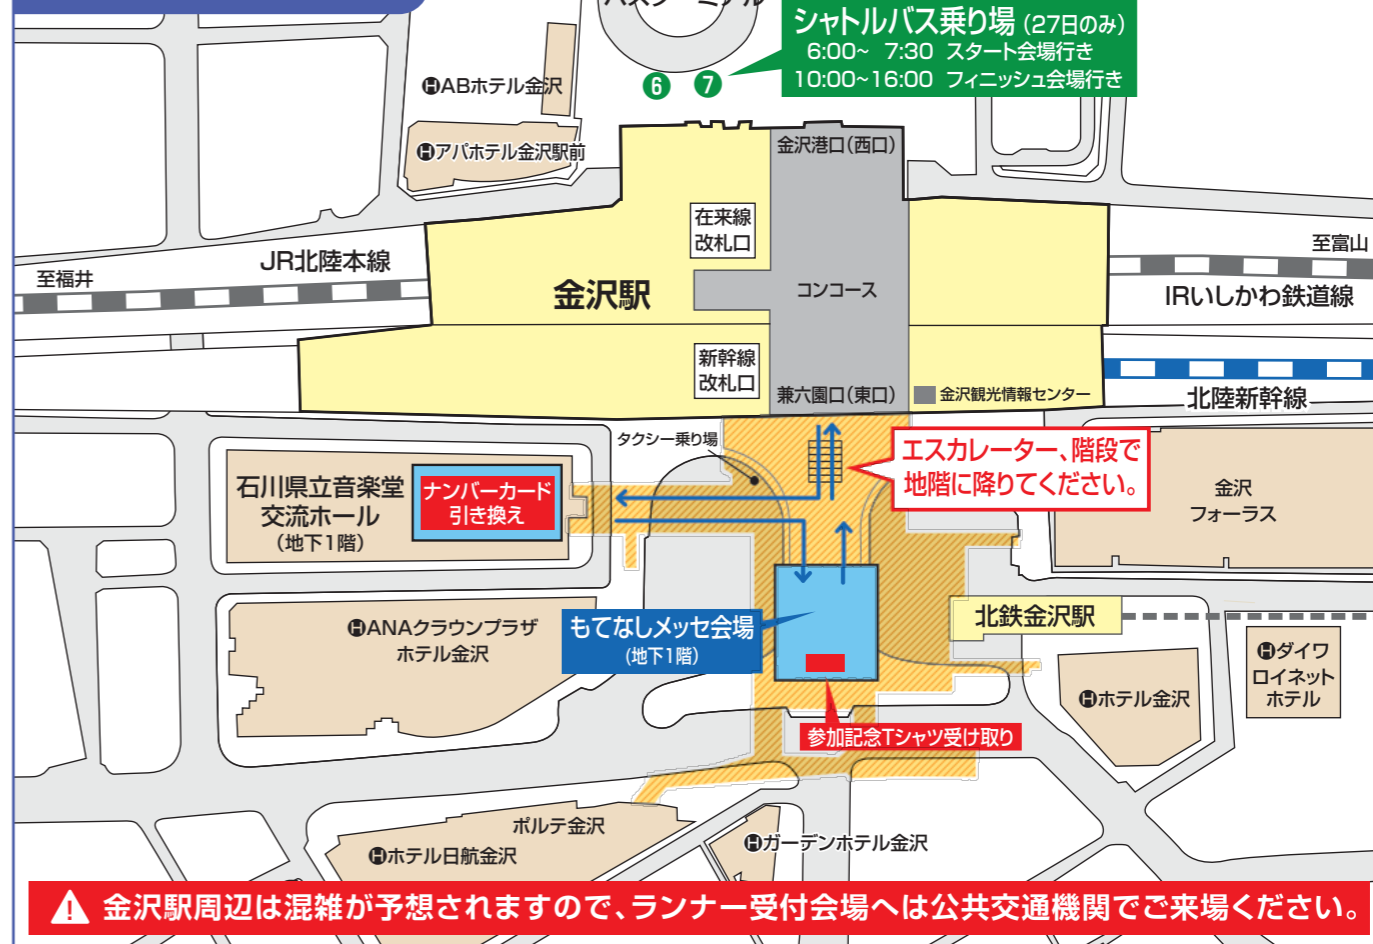 バスターミナル
シャトルバス乗り場 (27日のみ)
6:00~ 7:30 スタート会場行き
10:00~16:00 フィニッシュ会場行き
6
7
H ABホテル金沢
H アパホテル金沢駅前
金沢港口(西口)
在来線
改札口
至富山
JR北陸本線
至福井
金沢駅
コンコース
IRいしかわ鉄道線
新幹線
改札口
兼六園口(東口)
金沢観光情報センター
北陸新幹線
タクシー乗り場
エスカレーター、階段で
地階に降りてください。
石川県立音楽堂
交流ホール
(地下1階)
ナンバーカード
引き換え
金沢
フォーラス
H ANAクラウンプラザ
ホテル金沢
もてなしメッセ会場
(地下1階)
北鉄金沢駅
H ダイワ
ロイネット
ホテル
H ホテル金沢
参加記念Tシャツ受け取り
ポルテ金沢
H ホテル日航金沢
H ガーデンホテル金沢
金沢駅周辺は混雑が予想されますので、ランナー受付会場へは公共交通機関でご来場ください。